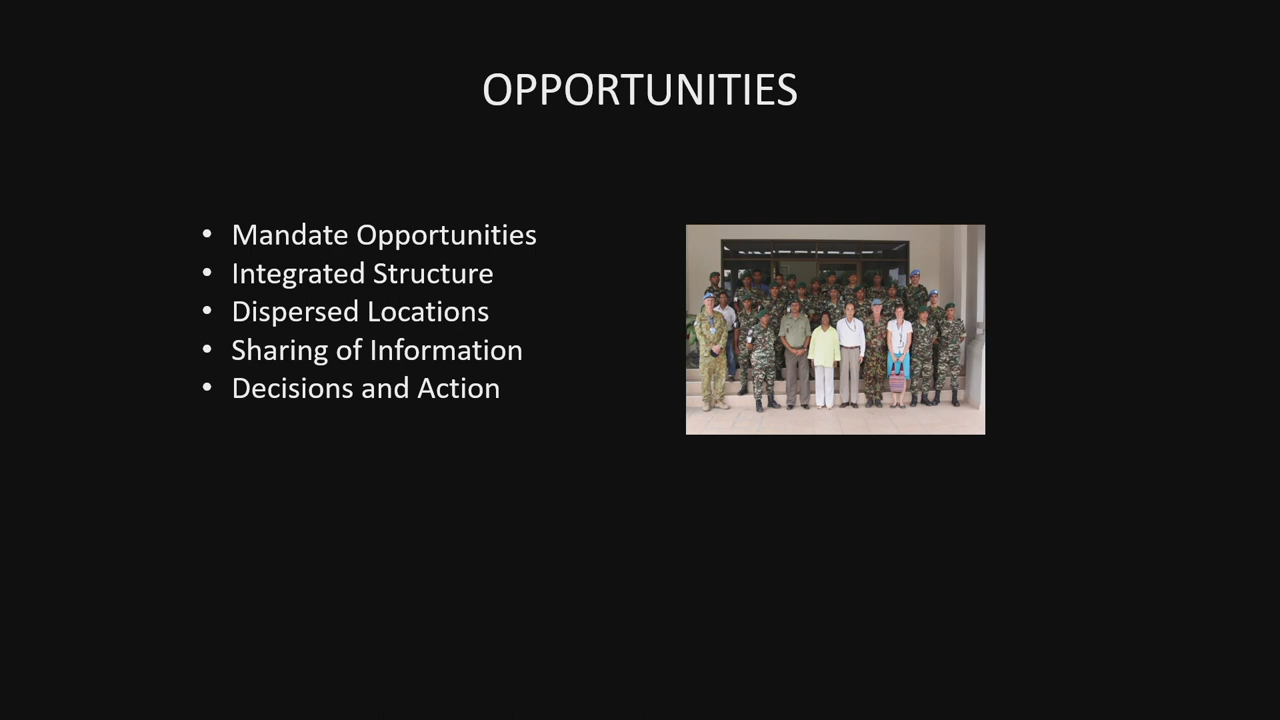 OPPORTUNITIES
• Mandate Opportunities
• Integrated Structure
• Dispersed Locations
• Sharing of Information
• Decisions and Action